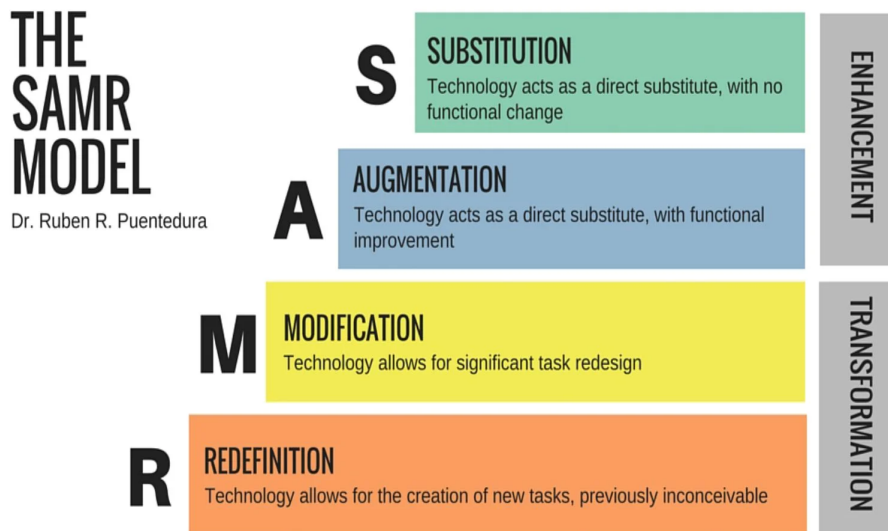 THE
SAMR
MODEL
Dr. Ruben R. Puentedura
S
SUBSTITUTION
Technology acts as a direct substitute, with no
functional change
A
AUGMENTATION
Technology acts as a direct substitute, with functional
improvement
ENHANCEMENT
M
MODIFICATION
Technology allows for significant task redesign
R
REDEFINITION
Technology allows for the creation of new tasks, previously inconceivable
TRANSFORMATION